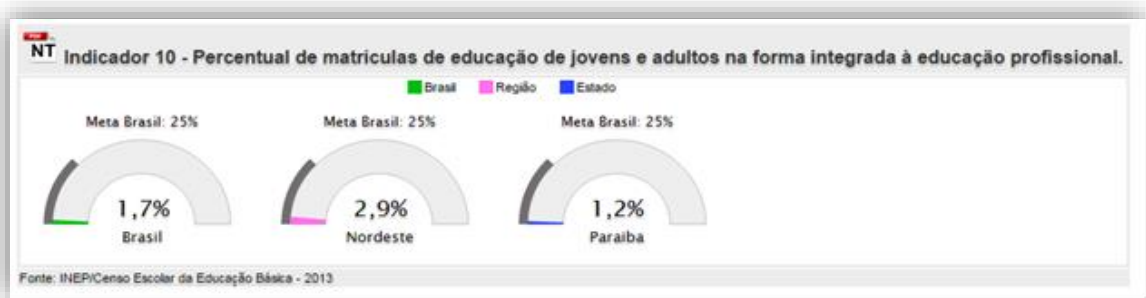 PDF
NT Indicador 10 - Percentual de matrículas de educação de jovens e adultos na forma integrada à educação profissional.
Brasil Região Estado
Meta Brasil: 25% Meta Brasil: 25% Meta Brasil: 25%
1,7% 2,9% 1,2%
Brasil Nordeste Paraíba
Fonte: INEP/Censo Escolar da Educação Básica - 2013